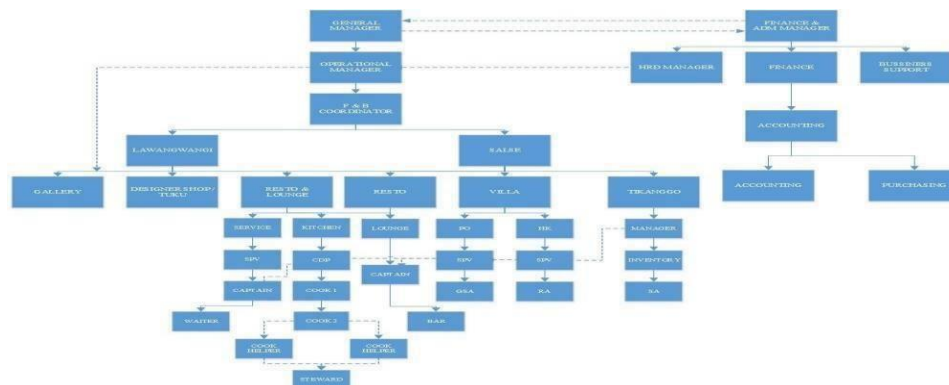 GENERAL
MANAGER
FINANCE &
ADM MANAGER
OPERATIONAL
MANAGER
HRD MANAGER
FINANCE
BUSSINESS
SUPPORT
F & B
COORDINATOR
ACCOUNTING
LAWANGWANGI
SALSE
GALLERY
DESIGNER SHOP/
TUKU
RESTO &
LOUNGE
RESTO
VILLA
TIKANGGO
ACCOUNTING
PURCHASING
SERVICE
KITCHEN
LOUNGE
FO
HK
MANAGER
SPV
CDP
CAPTAIN
SPV
SPV
INVENTORY
CAPTAIN
COOK 1
GSA
RA
SA
WAITER
COOK 2
BAR
COOK
HELPER
COOK
HELPER
STEWARD